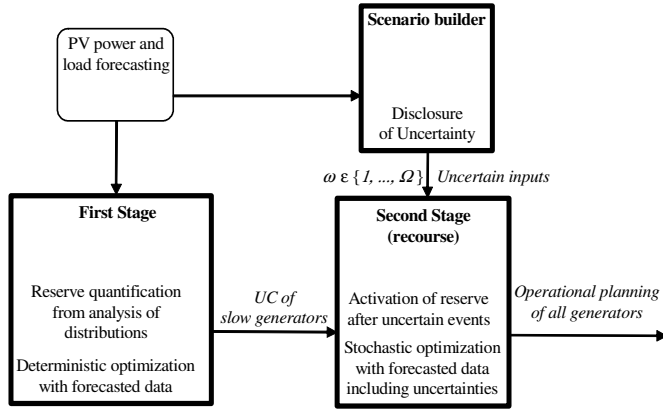 PV power and
load forecasting
Scenario builder
Disclosure
of Uncertainty
ω ε {1, ..., Ω}
Uncertain inputs
First Stage
Reserve quantification
from analysis of
distributions
Deterministic optimization
with forecasted data
UC of
slow generators
Second Stage
(recourse)
Activation of reserve
after uncertain events
Stochastic optimization
with forecasted data
including uncertainties
Operational planning
of all generators